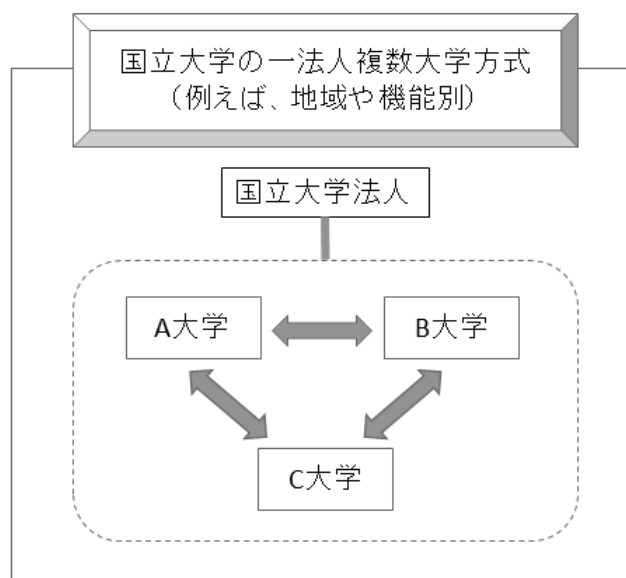 国立大学の一法人複数大学方式
（例えば、地域や機能別）
国立大学法人
A大学
B大学
C大学